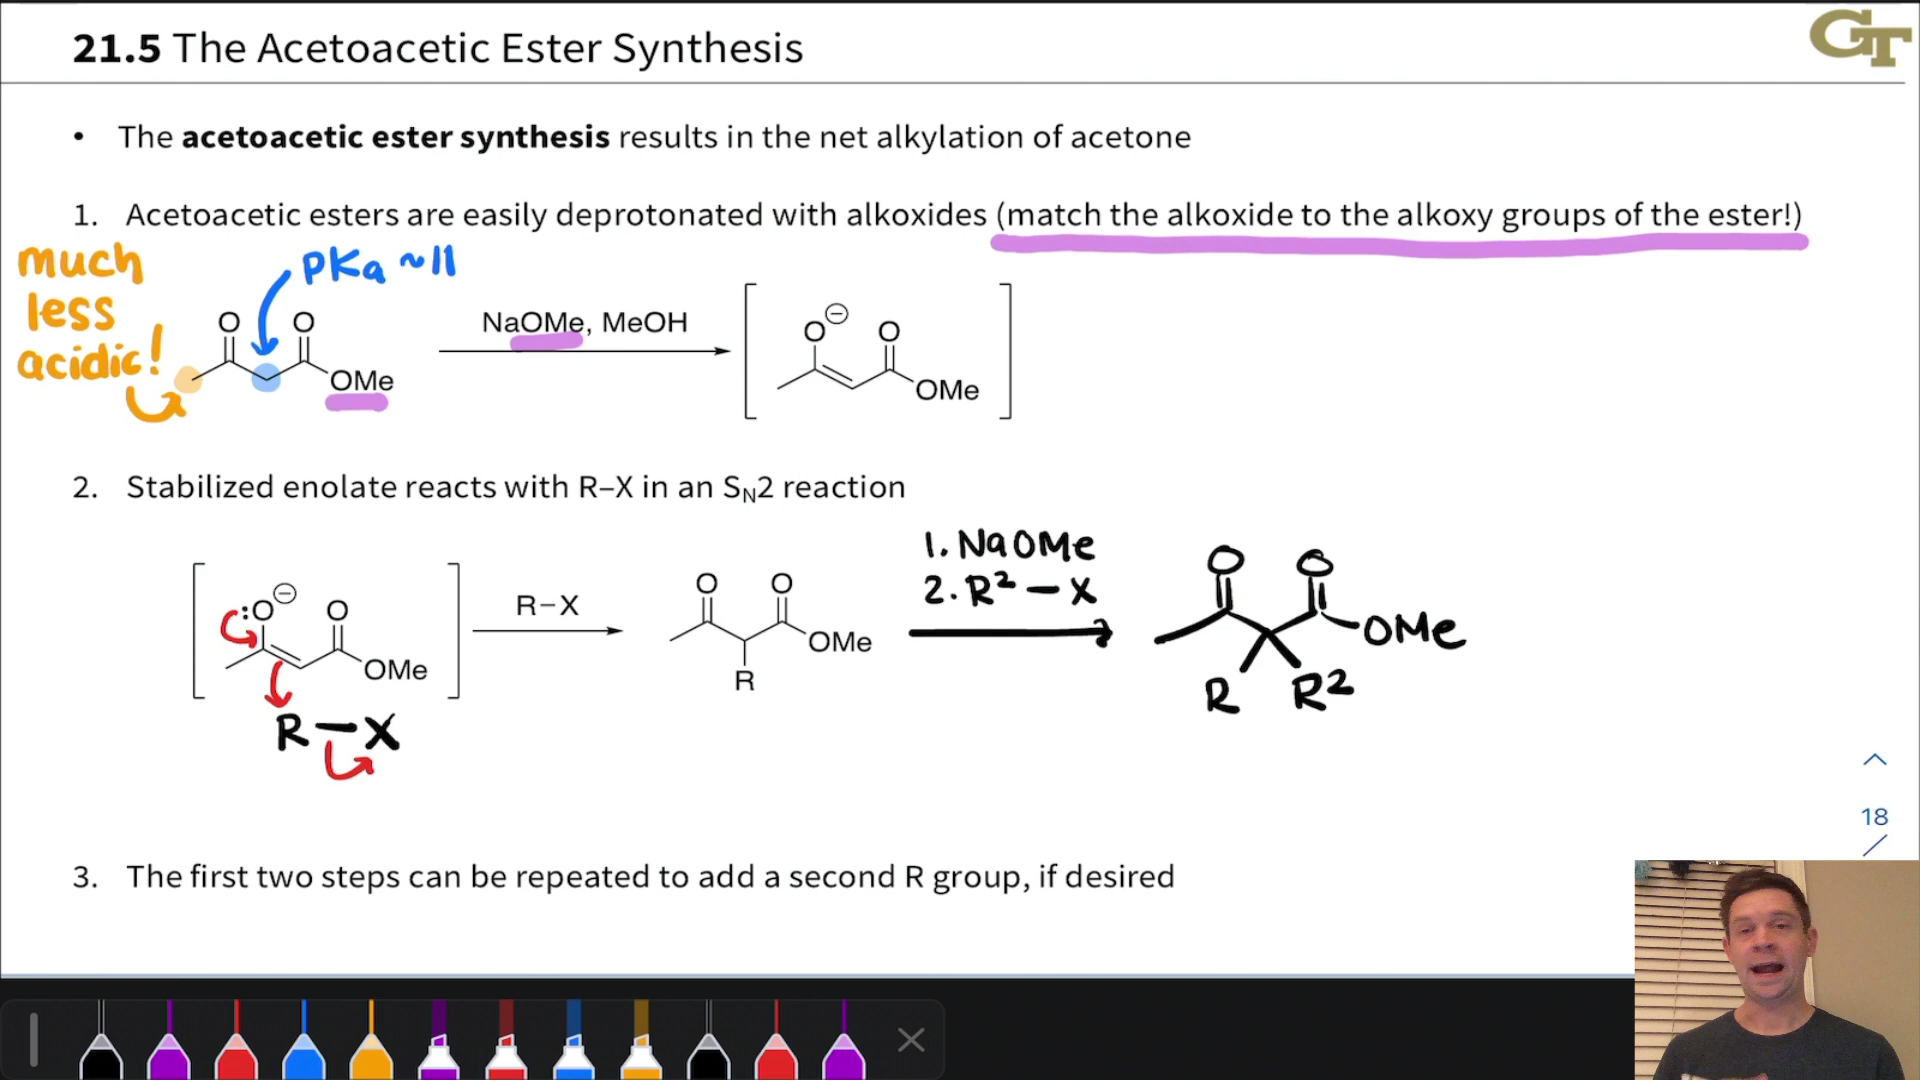 21.5 The Acetoacetic Ester Synthesis
GT
• The acetoacetic ester synthesis results in the net alkylation of acetone
1. Acetoacetic esters are easily deprotonated with alkoxides (match the alkoxide to the alkoxy groups of the ester!)
much
less
acidic!
pKa ~11
O O
OMe
NaOMe, MeOH
O⊖ O
OMe
2. Stabilized enolate reacts with R–X in an SN2 reaction
:O⊖ O
OMe
R–X
R–X
O O
OMe
R
1. NaOMe
2. R²–X
O O
OMe
R R²
18
3. The first two steps can be repeated to add a second R group, if desired